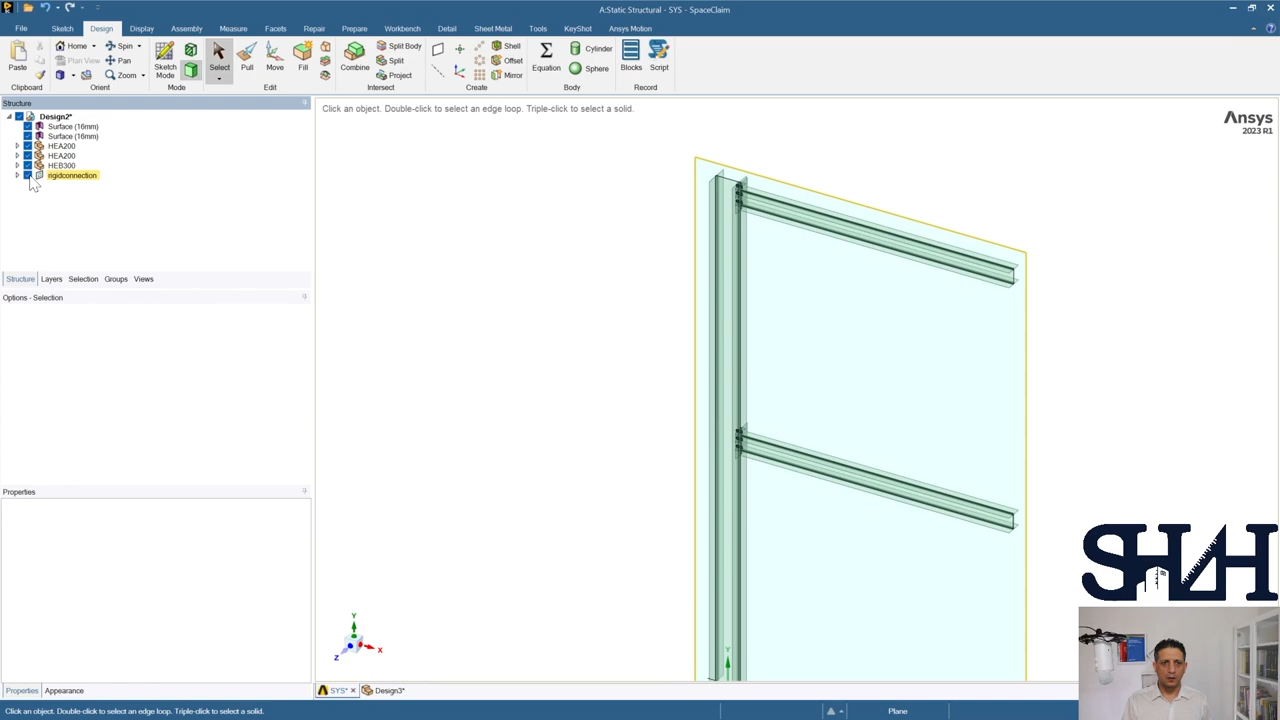 A:Static Structural - SYS - SpaceClaim
File Sketch Design Display Assembly Measure Facets Repair Prepare Workbench Detail Sheet Metal Tools KeyShot Ansys Motion
Home Spin Split Body Shell Cylinder
Plan View Pan Split Offset Sphere
Zoom Project Mirror
Paste Sketch Mode Select Pull Move Fill Combine Equation Blocks Script
Clipboard Orient Mode Edit Intersect Create Body Record
Structure
Click an object. Double-click to select an edge loop. Triple-click to select a solid.
Design2*
Surface (16mm)
Surface (16mm)
HEA200
HEA200
HEB300
rigidconnection
Ansys
2023 R1
Structure Layers Selection Groups Views
Options - Selection
Properties
Y
X
Z
Y
SHZH
Properties Appearance
SYS* Design3*
Click an object. Double-click to select an edge loop. Triple-click to select a solid.
Plane